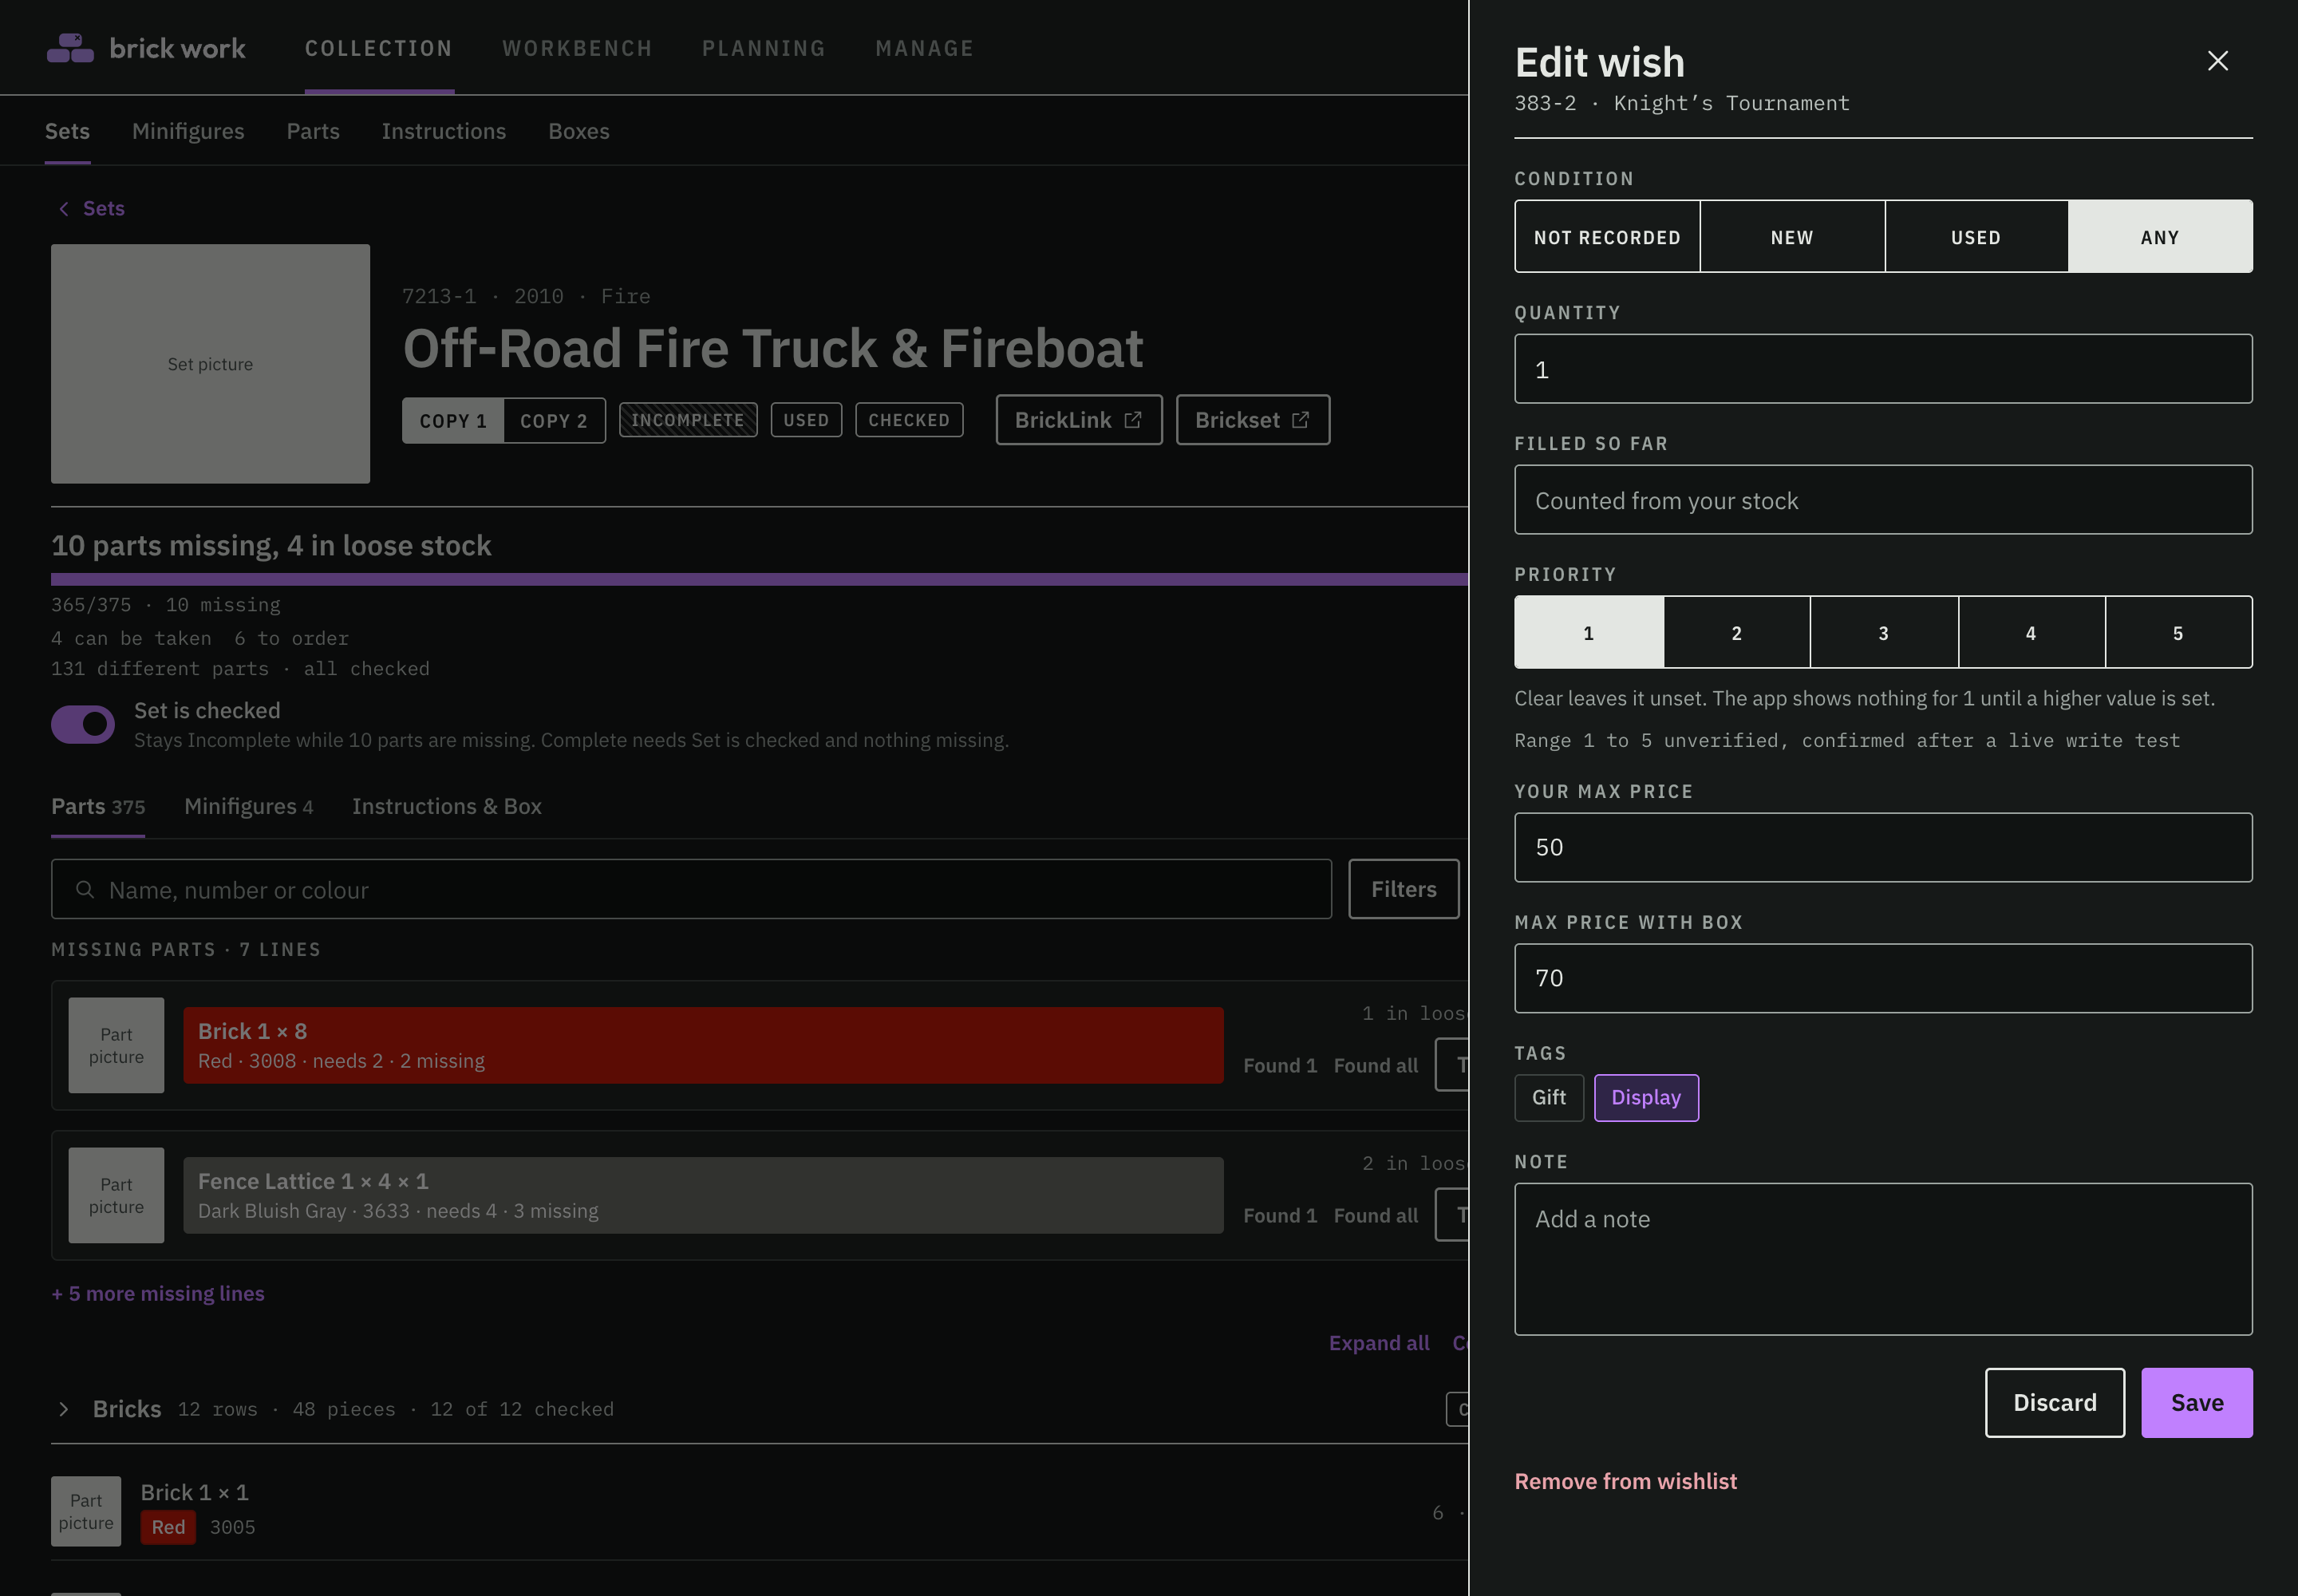 brick work
COLLECTION WORKBENCH PLANNING MANAGE
Sets Minifigures Parts Instructions Boxes
Sets
Set picture
7213-1 · 2010 · Fire
Off-Road Fire Truck & Fireboat
COPY 1 COPY 2 INCOMPLETE USED CHECKED BrickLink Brickset
10 parts missing, 4 in loose stock
365/375 · 10 missing
4 can be taken 6 to order
131 different parts · all checked
Set is checked
Stays Incomplete while 10 parts are missing. Complete needs Set is checked and nothing missing.
Parts 375 Minifigures 4 Instructions & Box
Name, number or colour
Filters
MISSING PARTS · 7 LINES
Part
picture
Brick 1 × 8
Red · 3008 · needs 2 · 2 missing
1 in loos
Found 1 Found all T
Part
picture
Fence Lattice 1 × 4 × 1
Dark Bluish Gray · 3633 · needs 4 · 3 missing
2 in loos
Found 1 Found all T
+ 5 more missing lines
Expand all
Bricks 12 rows · 48 pieces · 12 of 12 checked
Part
picture
Brick 1 × 1
Red 3005
6 ·
Edit wish
383-2 · Knight’s Tournament
CONDITION
NOT RECORDED NEW USED ANY
QUANTITY
1
FILLED SO FAR
Counted from your stock
PRIORITY
1 2 3 4 5
Clear leaves it unset. The app shows nothing for 1 until a higher value is set.
Range 1 to 5 unverified, confirmed after a live write test
YOUR MAX PRICE
50
MAX PRICE WITH BOX
70
TAGS
Gift Display
NOTE
Add a note
Discard Save
Remove from wishlist